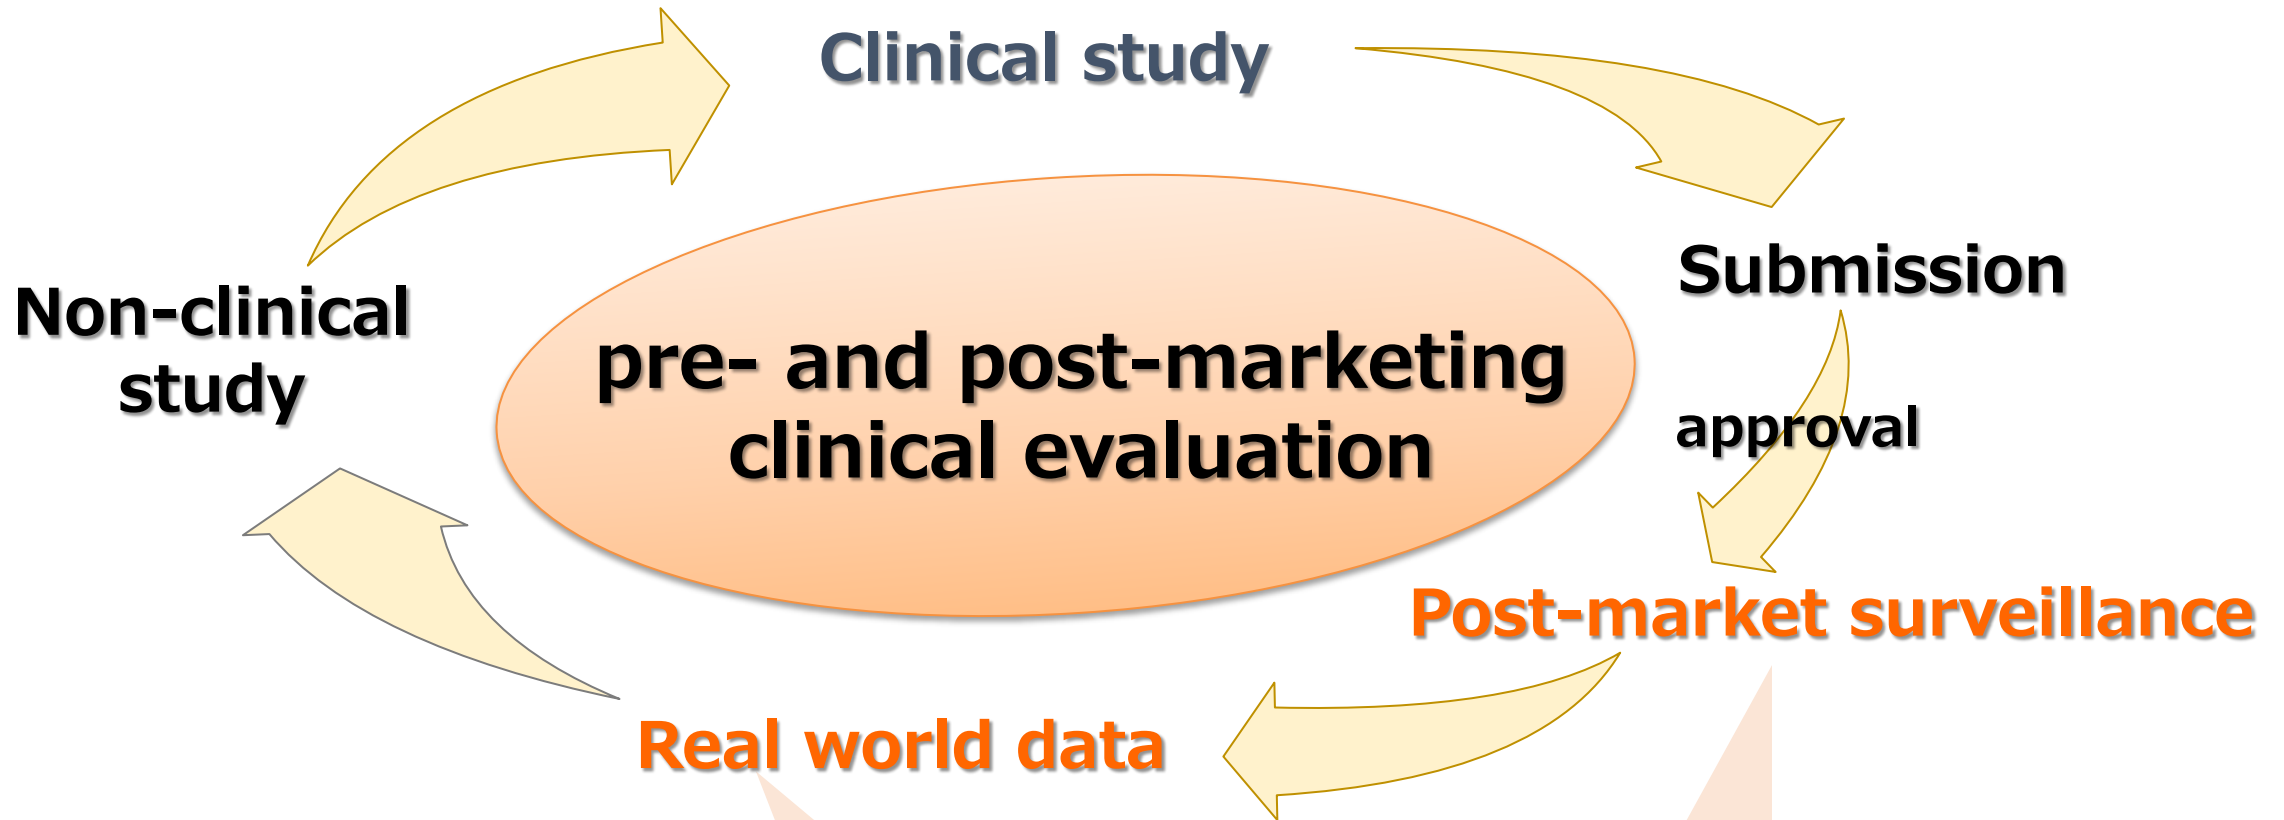 Clinical study
Submission
Non-clinical
study
pre- and post-marketing
clinical evaluation
approval
Post-market surveillance
Real world data